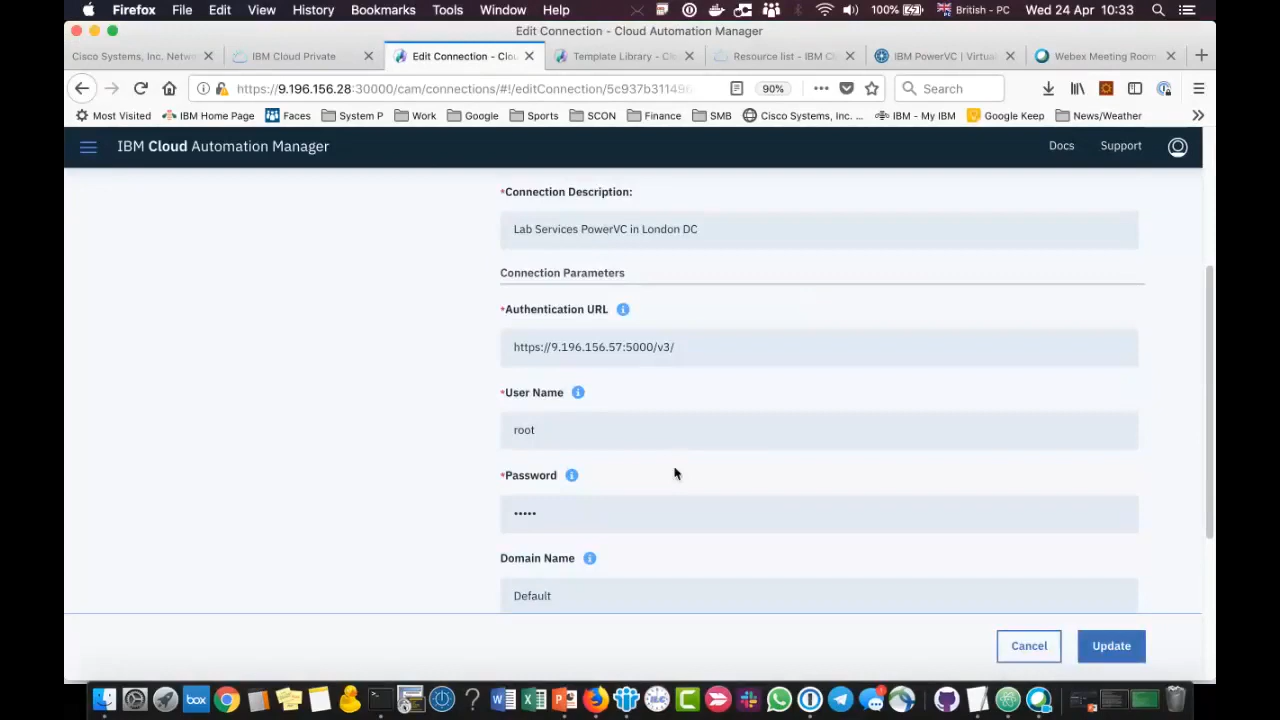 Firefox File Edit View History Bookmarks Tools Window Help 100% British - PC Wed 24 Apr 10:33
Edit Connection - Cloud Automation Manager
Cisco Systems, Inc. Netw
IBM Cloud Private
Edit Connection - Clou
Template Library - Cl
Resource list - IBM Cl
IBM PowerVC | Virtual
Webex Meeting Room
https://9.196.156.28:30000/cam/connections/#!/editConnection/5c937b311496 90% Search
Most Visited IBM Home Page Faces System P Work Google Sports SCON Finance SMB Cisco Systems, Inc. ... IBM - My IBM Google Keep News/Weather
IBM Cloud Automation Manager Docs Support
*Connection Description:
Lab Services PowerVC in London DC
Connection Parameters
*Authentication URL
https://9.196.156.57:5000/v3/
*User Name
root
*Password
•••••
Domain Name
Default
Cancel Update
box